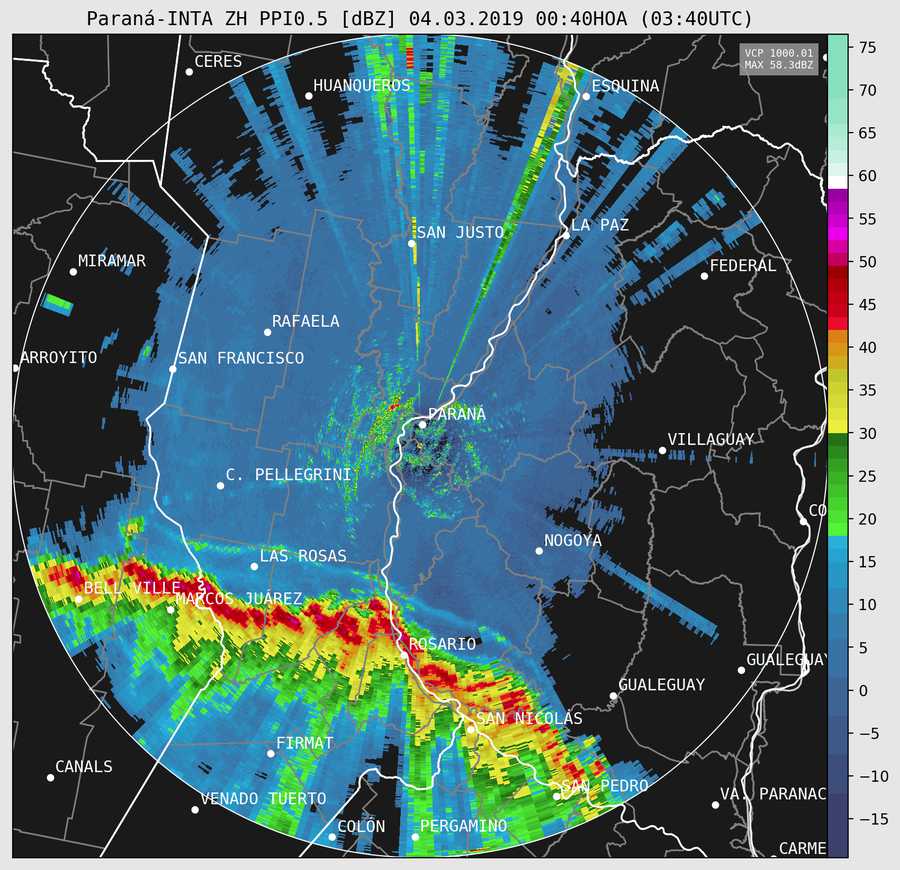 Paraná-INTA ZH PPI0.5 [dBZ] 04.03.2019 00:40HOA (03:40UTC)
VCP 1000.01
MAX 58.3dBZ
CERES
HUANQUEROS
ESQUINA
SAN JUSTO
LA PAZ
MIRAMAR
FEDERAL
RAFAELA
ARROYITO
SAN FRANCISCO
PARANÁ
VILLAGUAY
C. PELLEGRINI
CO
NOGOYA
LAS ROSAS
BELL VILLE
MARCOS JUÁREZ
ROSARIO
GUALEGUAY
GUALEGUAY
SAN NICOLÁS
FIRMAT
CANALS
SAN PEDRO
VENADO TUERTO
VA. PARANAC
COLÓN
PERGAMINO
CARME
75
70
65
60
55
50
45
40
35
30
25
20
15
10
5
0
−5
−10
−15